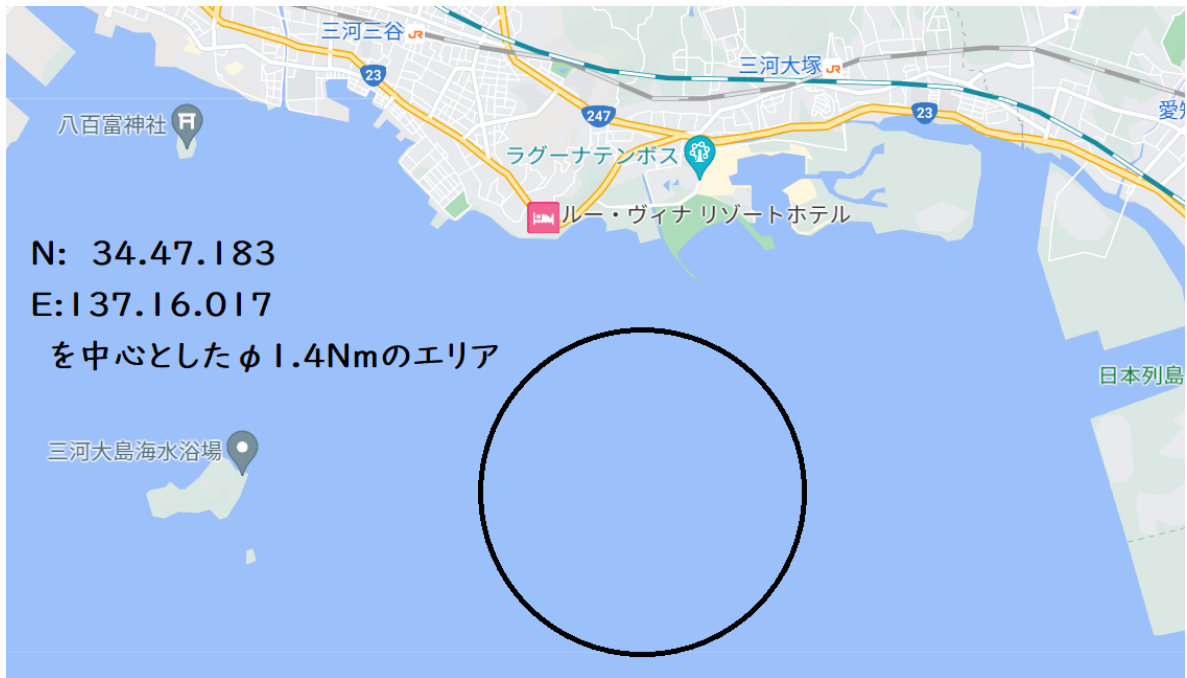 三河三谷 JR
23
三河大塚 JR
247
23
愛知
八百富神社
ラグーナテンボス
ルー・ヴィナ リゾートホテル
N: 34.47.183
E:137.16.017
を中心としたφ1.4Nmのエリア
日本列島
三河大島海水浴場